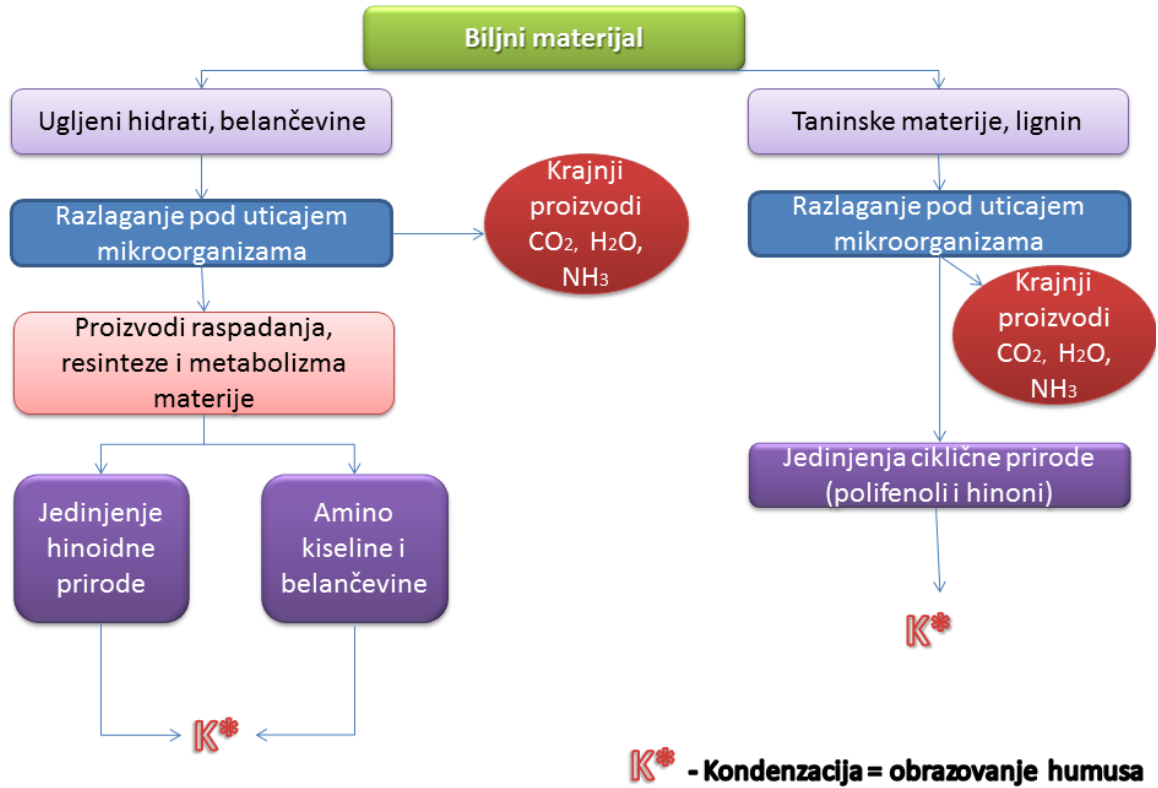 Biljni materijal
Ugljeni hidrati, belančevine
Razlaganje pod uticajem
mikroorganizama
Krajnji
proizvodi
CO2, H2O,
NH3
Proizvodi raspadanja,
resinteze i metabolizma
materije
Jedinjenje
hinoidne
prirode
Amino
kiseline i
belančevine
K*
Taninske materije, lignin
Razlaganje pod uticajem
mikroorganizama
Krajnji
proizvodi
CO2, H2O,
NH3
Jedinjenja ciklične prirode
(polifenoli i hinoni)
K*
K* - Kondenzacija = obrazovanje humusa